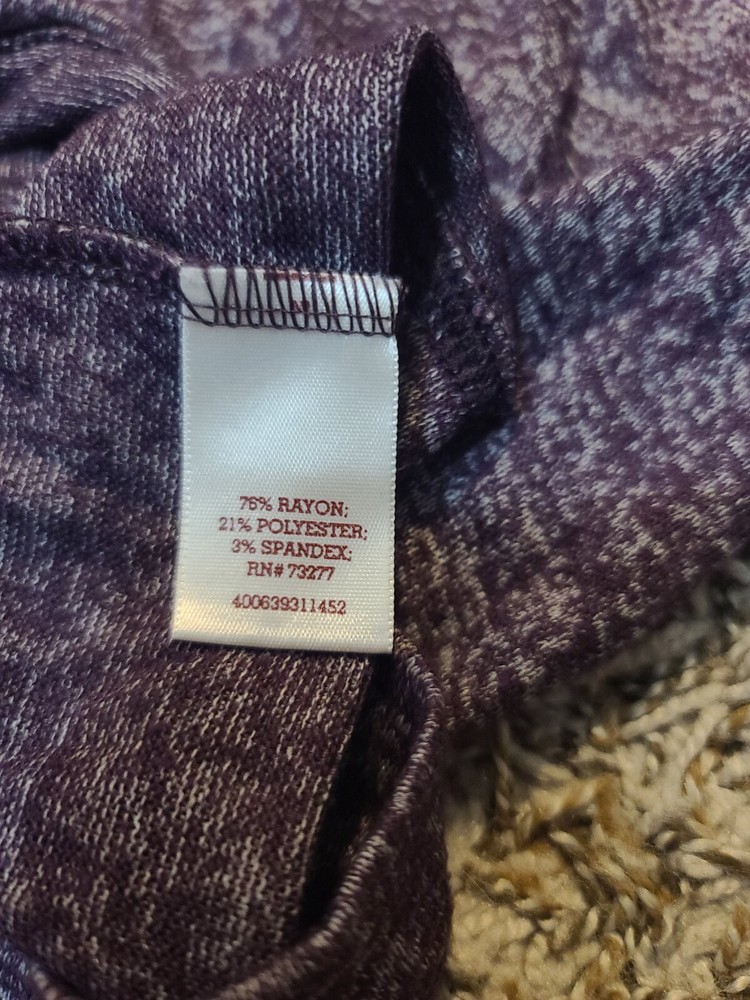 76% RAYON;
21% POLYESTER;
3% SPANDEX;
RN# 73277
400639311452